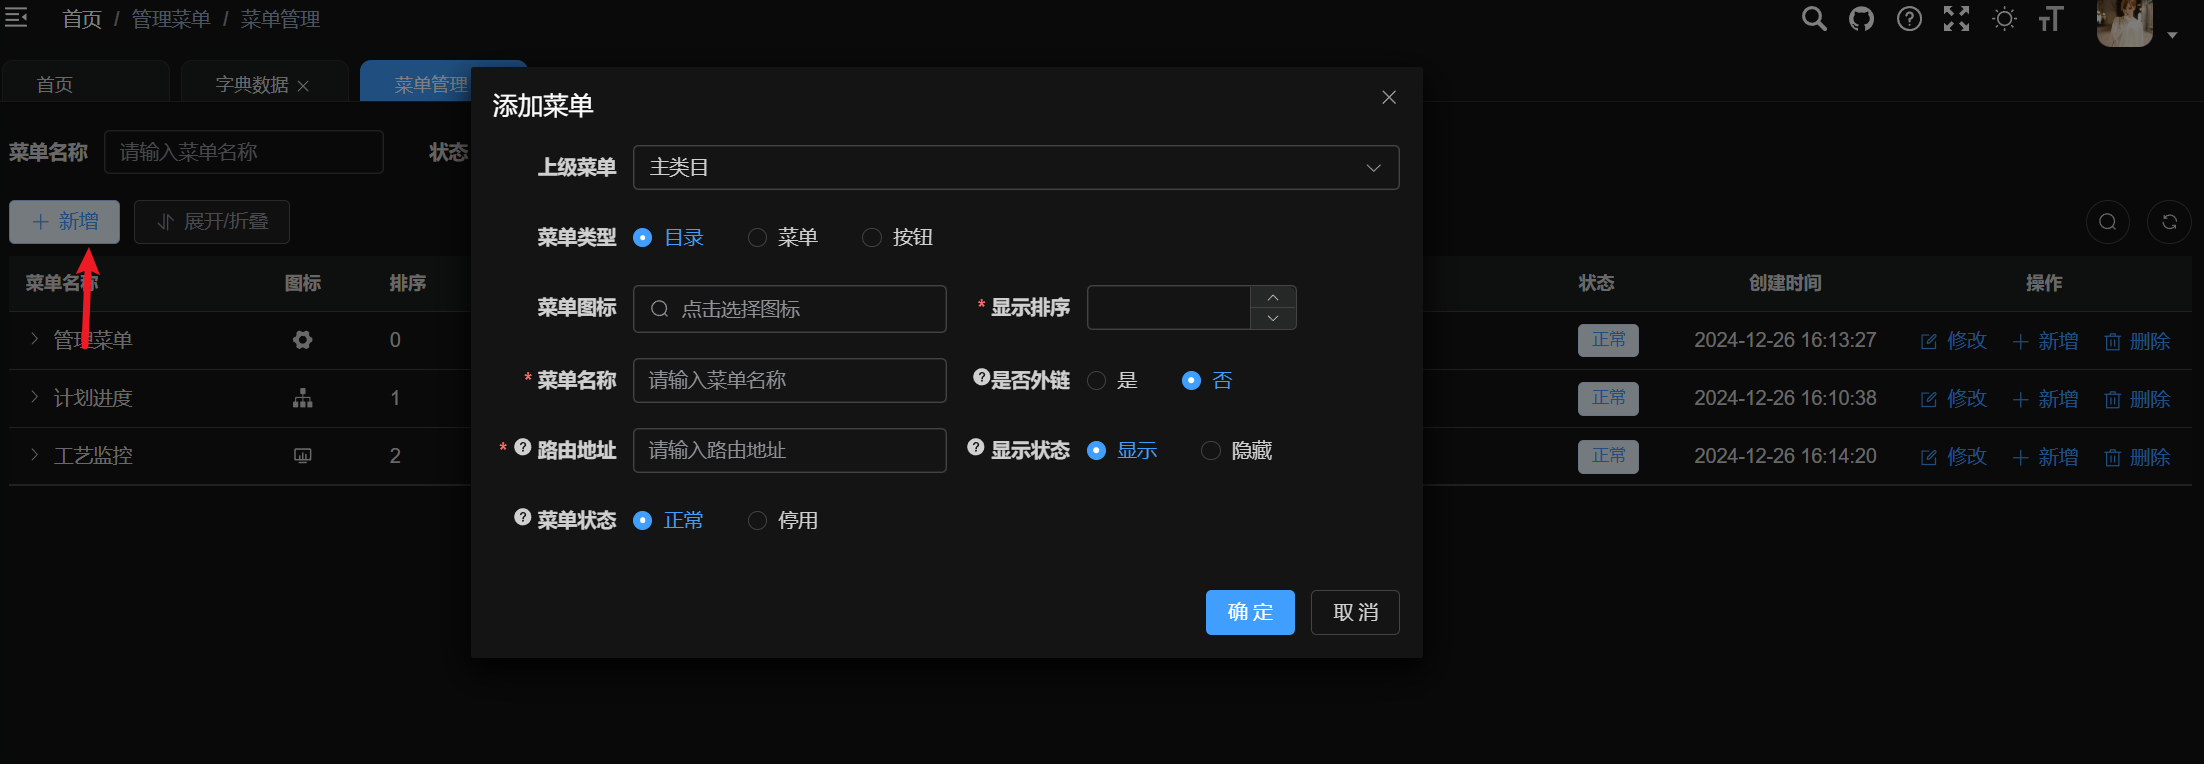 首页 / 管理菜单 / 菜单管理
首页
字典数据
菜单管理
菜单名称 请输入菜单名称 状态
新增 展开/折叠
菜单名称 图标 排序 状态 创建时间 操作
管理菜单 0 正常 2024-12-26 16:13:27 修改 新增 删除
计划进度 1 正常 2024-12-26 16:10:38 修改 新增 删除
工艺监控 2 正常 2024-12-26 16:14:20 修改 新增 删除
添加菜单
上级菜单 主类目
菜单类型 目录 菜单 按钮
菜单图标 点击选择图标 * 显示排序
* 菜单名称 请输入菜单名称 是否外链 是 否
* 路由地址 请输入路由地址 显示状态 显示 隐藏
菜单状态 正常 停用
确 定 取 消